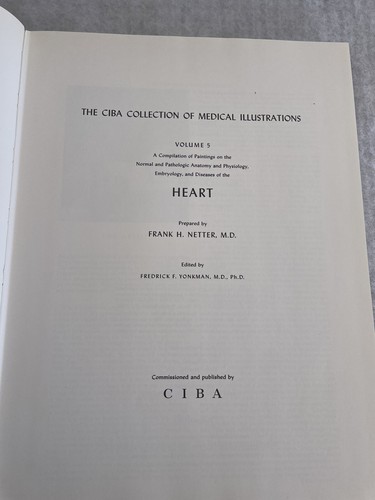 THE CIBA COLLECTION OF MEDICAL ILLUSTRATIONS
VOLUME 5
A Compilation of Paintings on the
Normal and Pathologic Anatomy and Physiology,
Embryology, and Diseases of the
HEART
Prepared by
FRANK H. NETTER, M.D.
Edited by
FREDRICK F. YONKMAN, M.D., Ph.D.
Commissioned and published by
CIBA